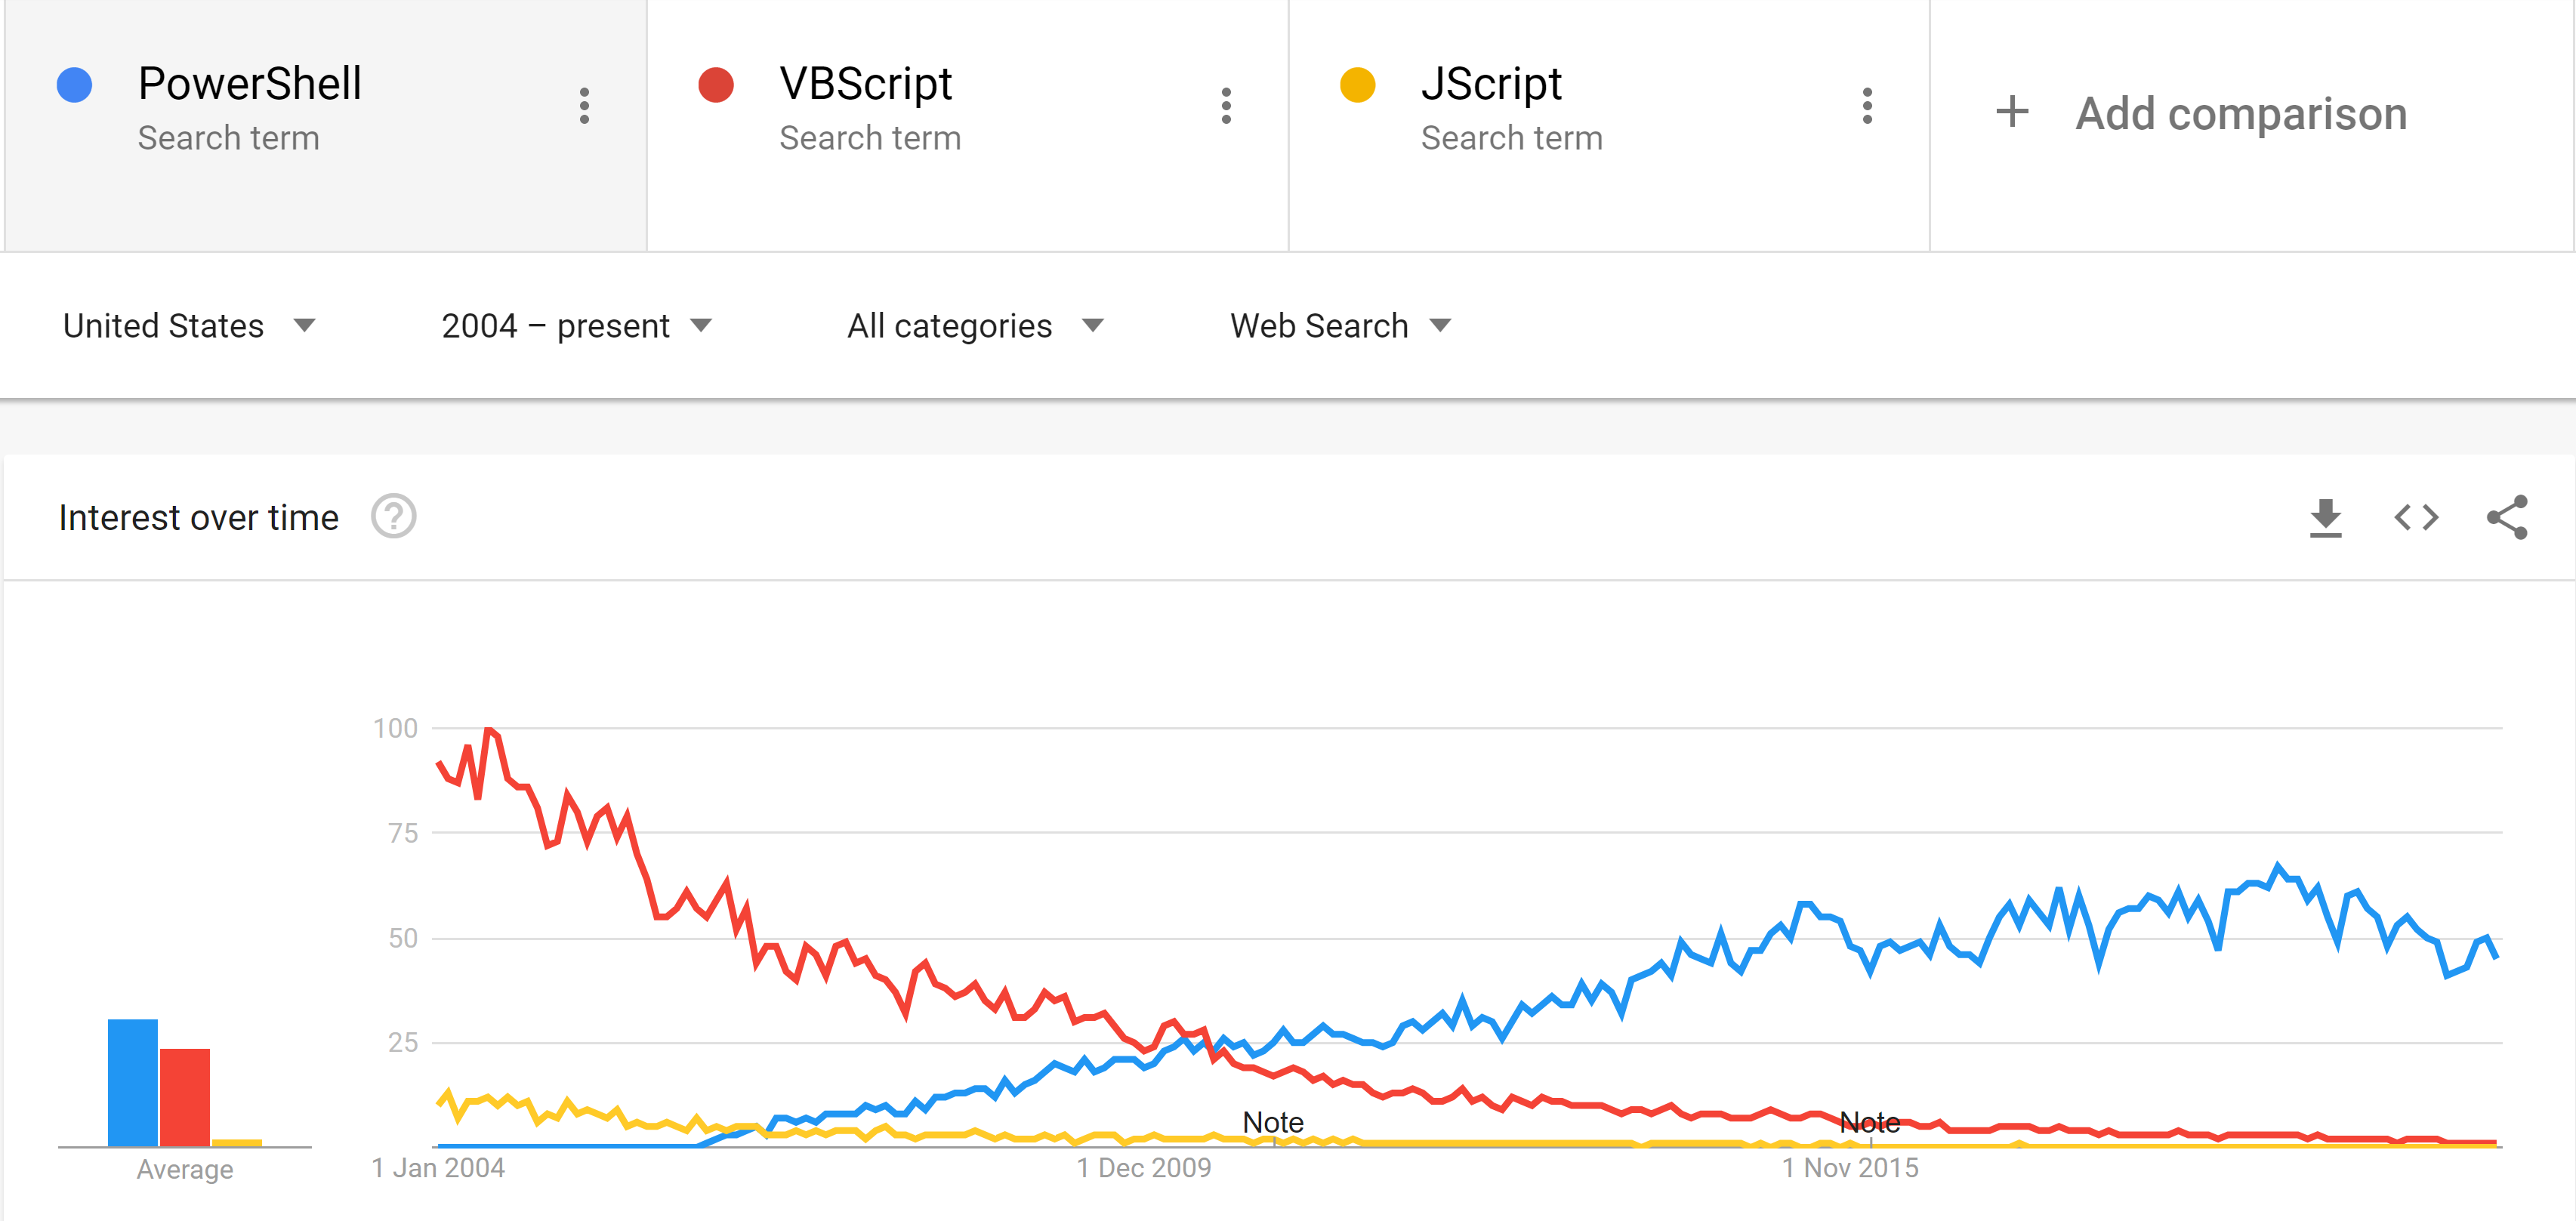 PowerShell
Search term
VBScript
Search term
JScript
Search term
+ Add comparison
United States
2004 – present
All categories
Web Search
Interest over time ?
100
75
50
25
Note
Note
Average
1 Jan 2004
1 Dec 2009
1 Nov 2015